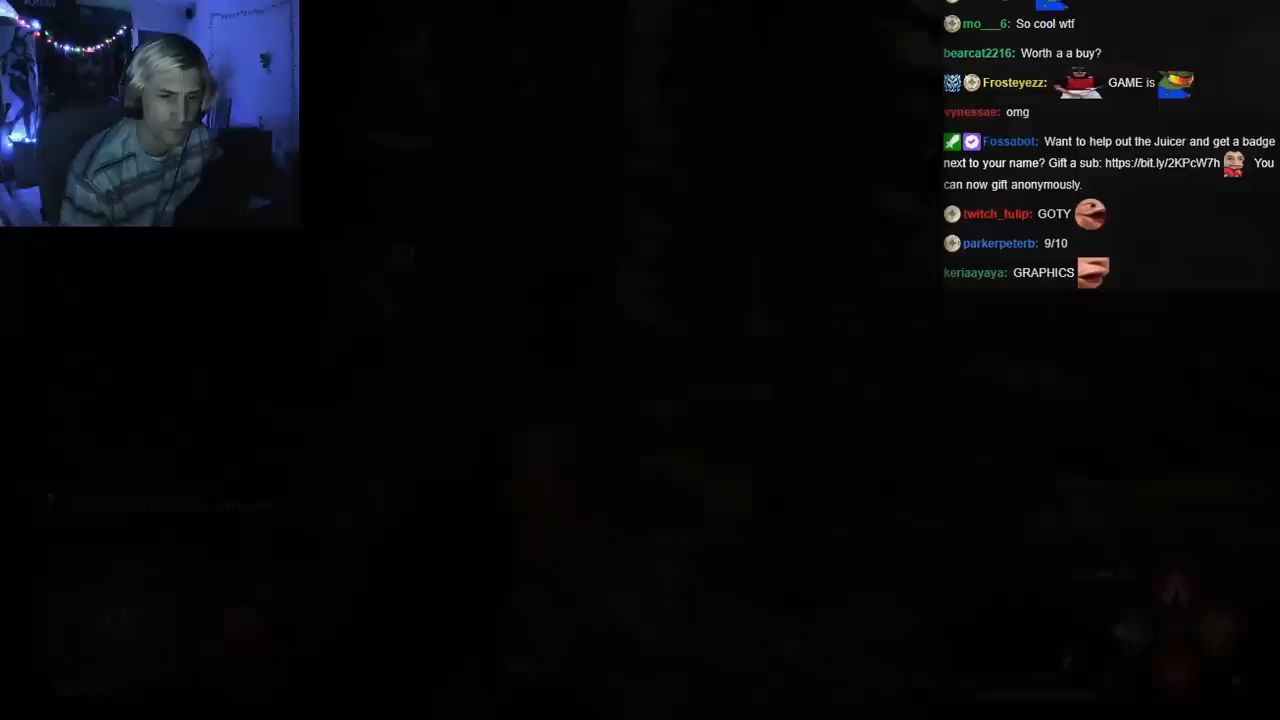 mo___6: So cool wtf
bearcat2216: Worth a a buy?
Frosteyezz: GAME is
vynessae: omg
Fossabot: Want to help out the Juicer and get a badge
next to your name? Gift a sub: https://bit.ly/2KPcW7h You
can now gift anonymously.
twitch_tulip: GOTY
parkerpeterb: 9/10
keriaayaya: GRAPHICS